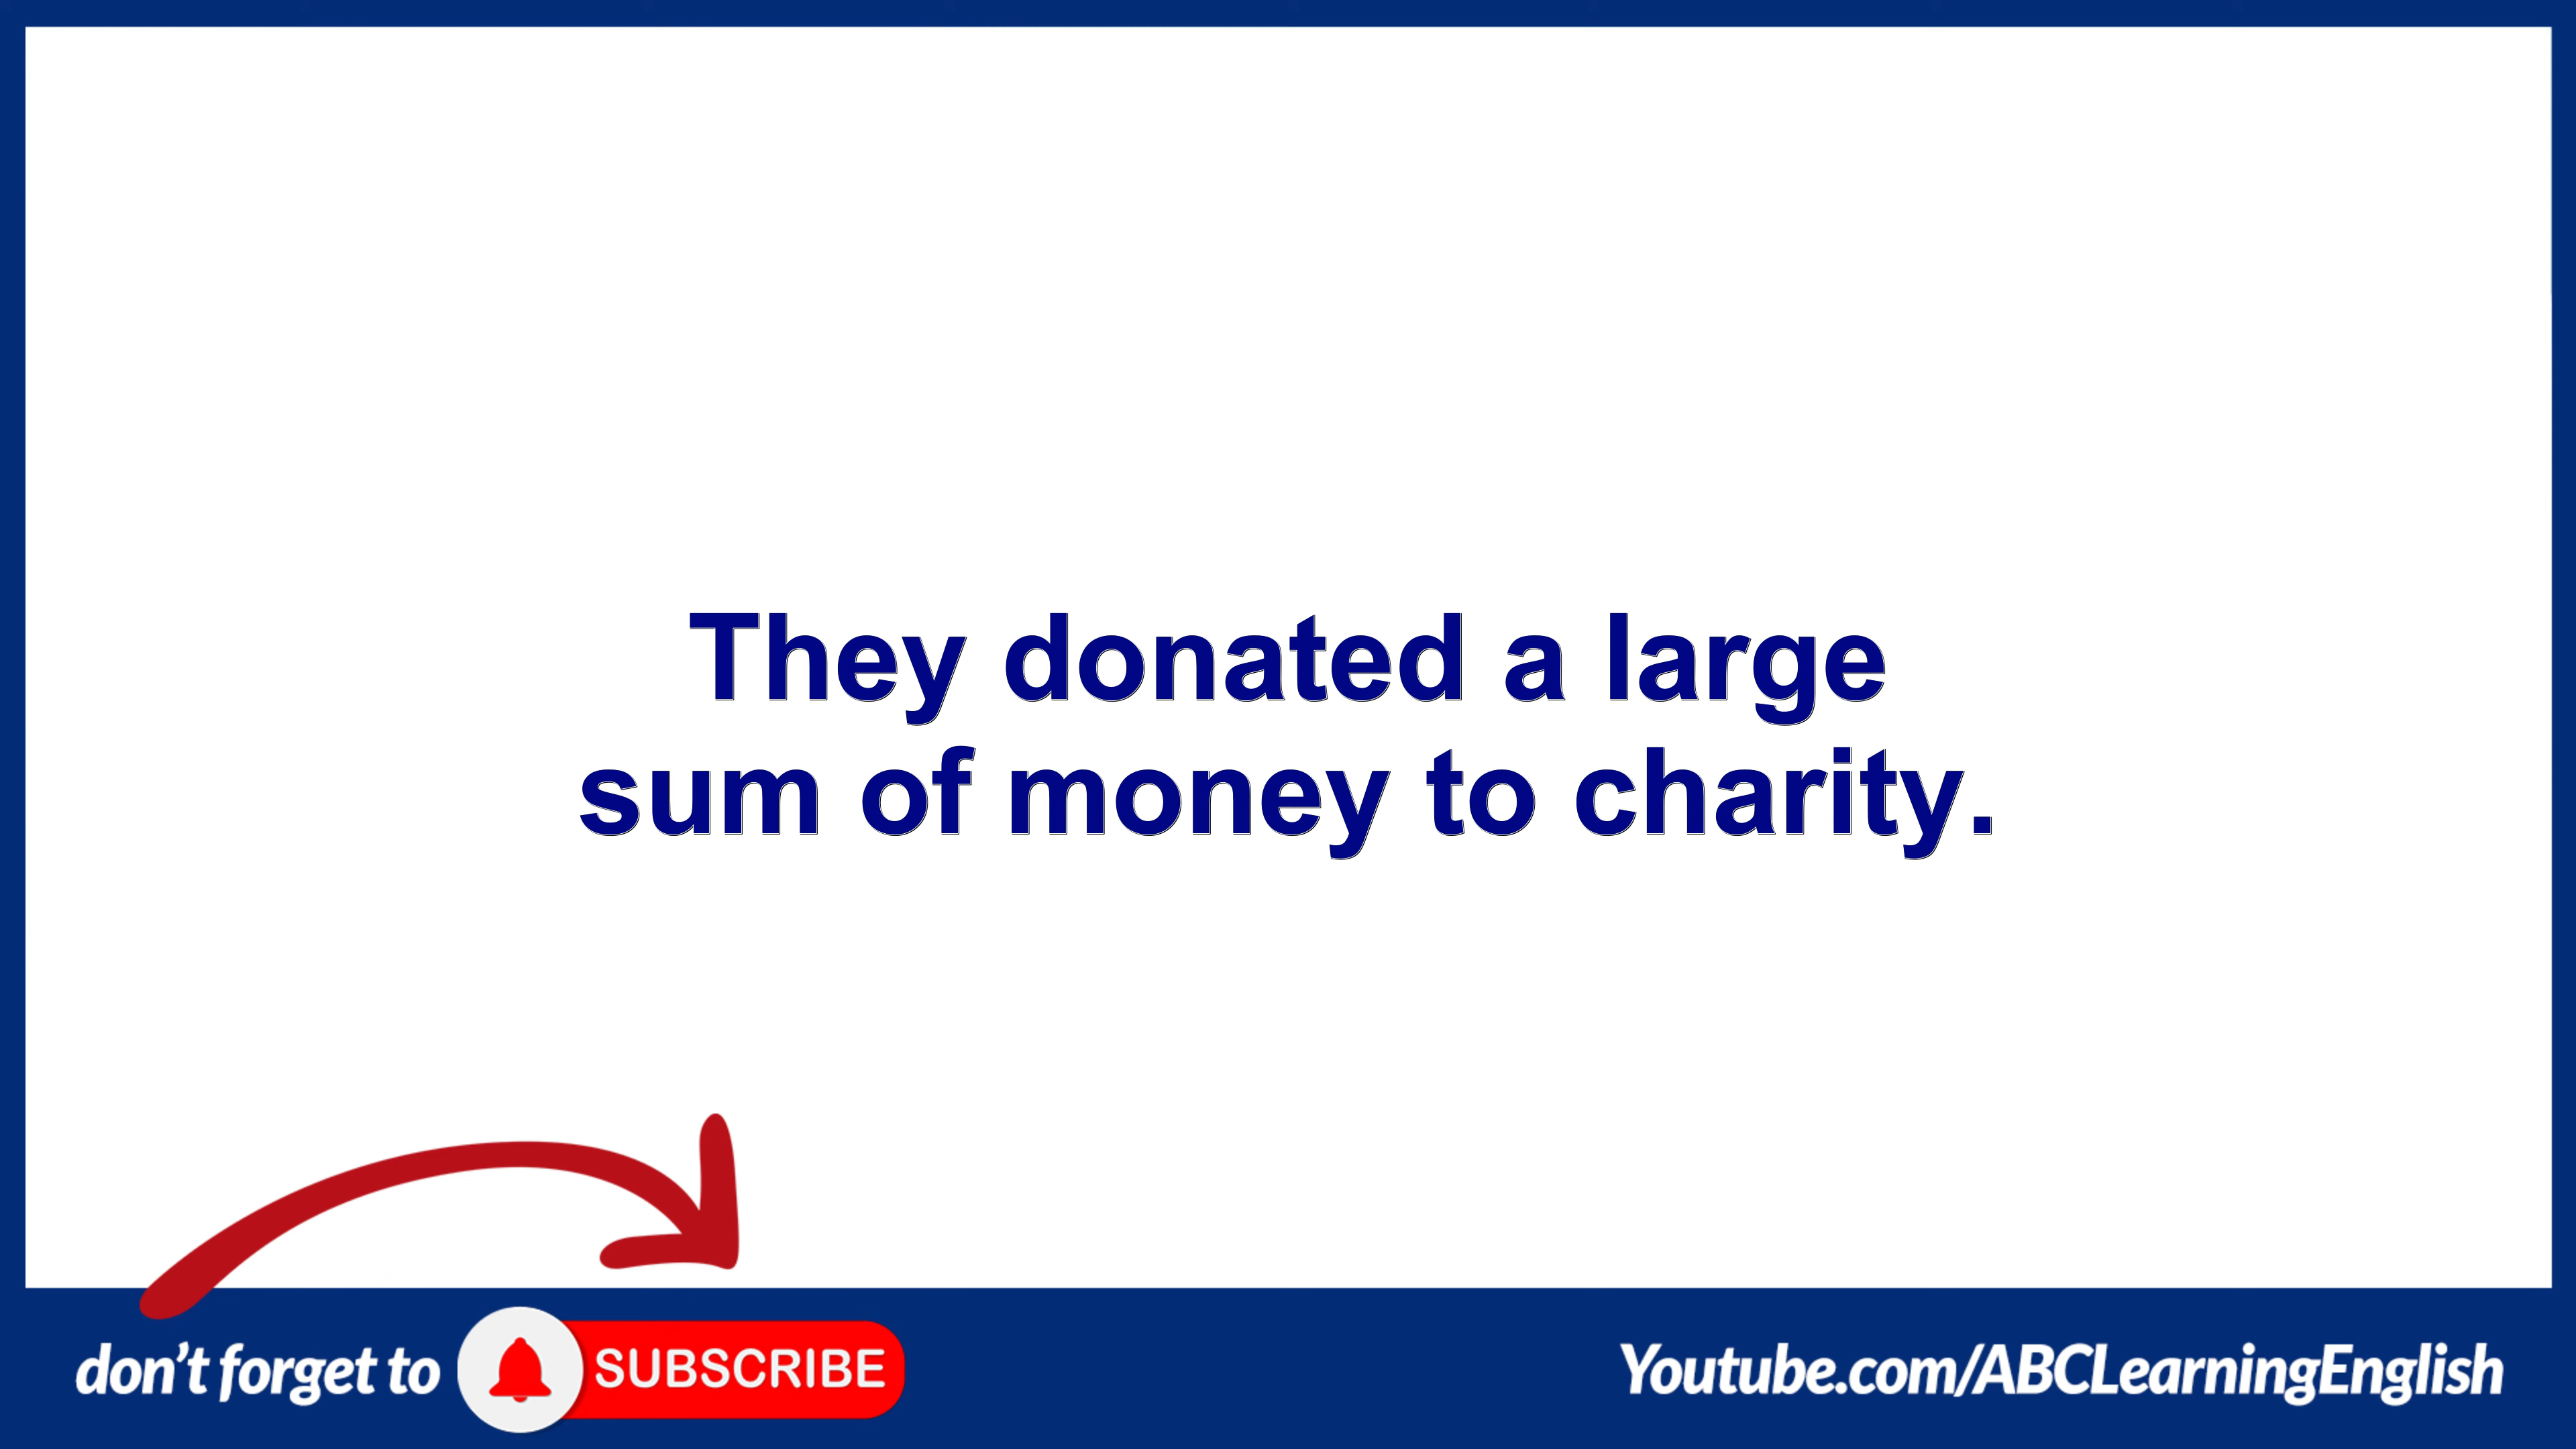 They donated a large
sum of money to charity.
don't forget to SUBSCRIBE
Youtube.com/ABCLearningEnglish